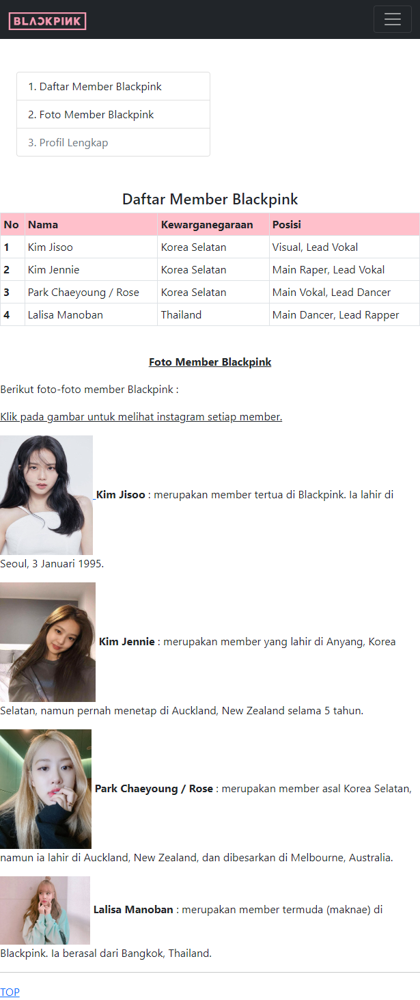 BLACKPINK
1. Daftar Member Blackpink
2. Foto Member Blackpink
3. Profil Lengkap
Daftar Member Blackpink
No Nama Kewarganegaraan Posisi
1 Kim Jisoo Korea Selatan Visual, Lead Vokal
2 Kim Jennie Korea Selatan Main Raper, Lead Vokal
3 Park Chaeyoung / Rose Korea Selatan Main Vokal, Lead Dancer
4 Lalisa Manoban Thailand Main Dancer, Lead Rapper
Foto Member Blackpink
Berikut foto-foto member Blackpink :
Klik pada gambar untuk melihat instagram setiap member.
Kim Jisoo : merupakan member tertua di Blackpink. Ia lahir di
Seoul, 3 Januari 1995.
Kim Jennie : merupakan member yang lahir di Anyang, Korea
Selatan, namun pernah menetap di Auckland, New Zealand selama 5 tahun.
Park Chaeyoung / Rose : merupakan member asal Korea Selatan,
namun ia lahir di Auckland, New Zealand, dan dibesarkan di Melbourne, Australia.
Lalisa Manoban : merupakan member termuda (maknae) di
Blackpink. Ia berasal dari Bangkok, Thailand.
TOP